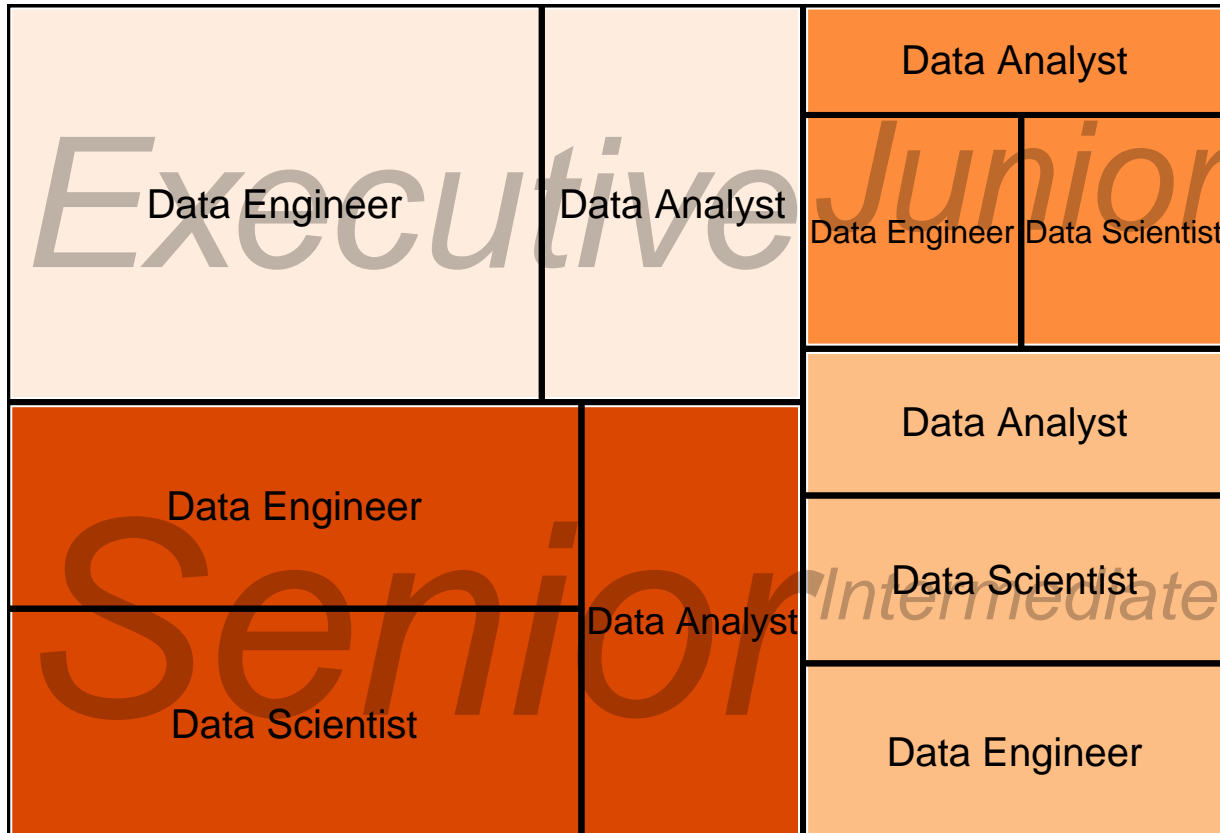 Executive
Data Engineer
Data Analyst
Junior
Data Analyst
Data Engineer
Data Scientist
Senior
Data Engineer
Data Scientist
Data Analyst
Intermediate
Data Analyst
Data Scientist
Data Engineer